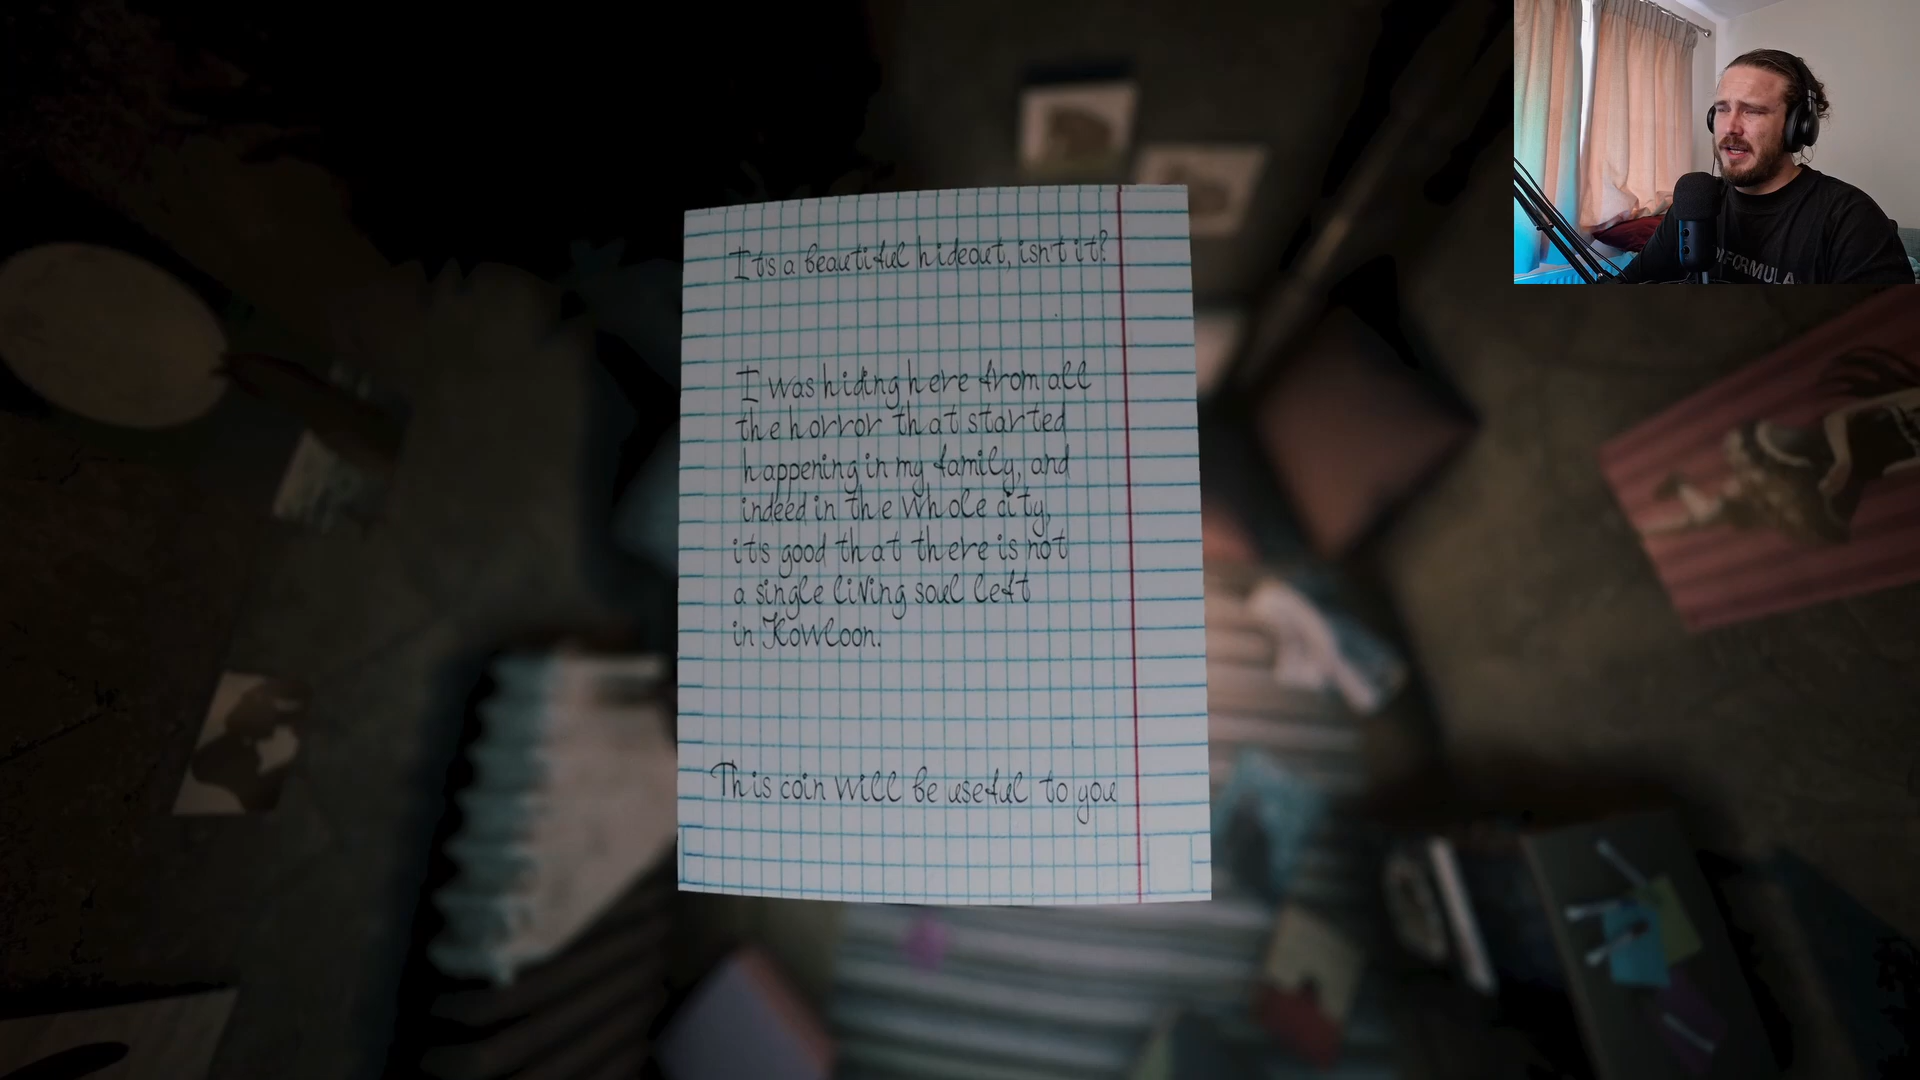 It's a beautiful hideout, isn't it?
I was hiding here from all
the horror that started
happening in my family, and
indeed in the whole city,
it's good that there is not
a single living soul left
in Kowloon.
This coin will be useful to you